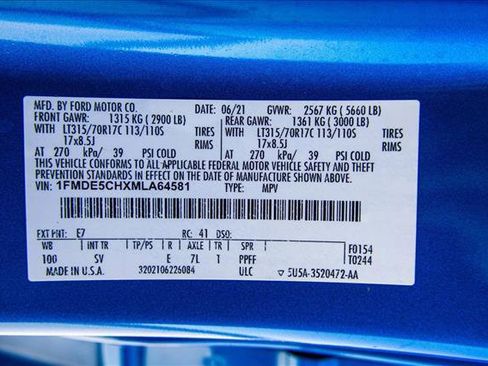 MFD. BY FORD MOTOR CO. 06/21 GVWR: 2567 KG ( 5660 LB)
FRONT GAWR: 1315 KG ( 2900 LB) REAR GAWR: 1361 KG ( 3000 LB)
WITH LT315/70R17C 113/110S TIRES WITH LT315/70R17C 113/110S TIRES
17x8.5J RIMS 17x8.5J RIMS
AT 270 kPa/ 39 PSI COLD AT 270 kPa/ 39 PSI COLD
THIS VEHICLE CONFORMS TO ALL APPLICABLE FEDERAL MOTOR VEHICLE SAFETY AND THEFT
PREVENTION STANDARDS IN EFFECT ON THE DATE OF MANUFACTURE SHOWN ABOVE.
VIN: 1FMDE5CHXMLA64581 TYPE: MPV
EXT PNT: E7 RC: 41 DSO:
WB INT TR TP/PS R AXLE TR SPR F0154
100 SV E 7L 1 PPFF T0244
MADE IN U.S.A. 3202106226084 ULC 5U5A-3520472-AA